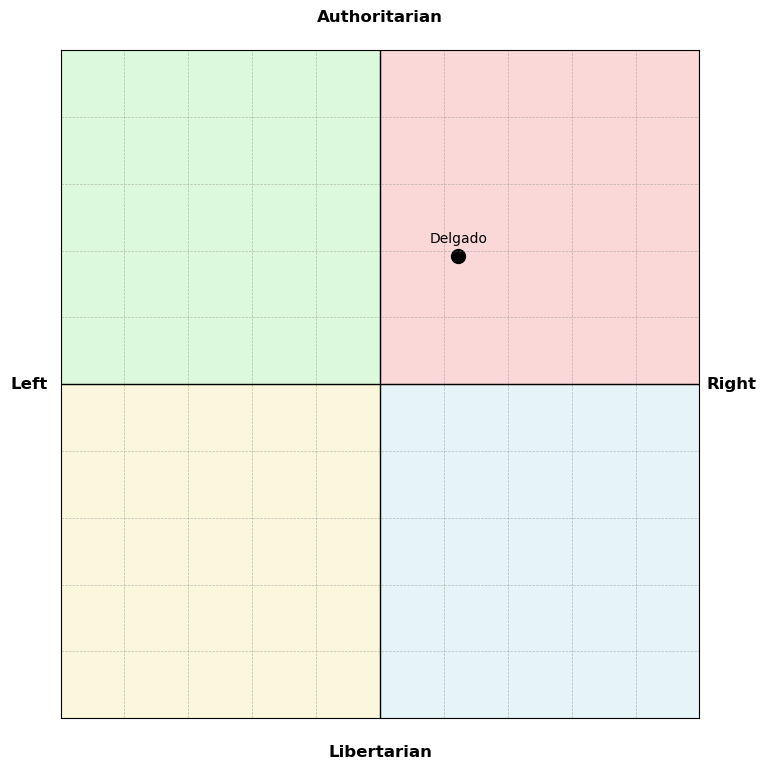 Authoritarian
Delgado
Left
Right
Libertarian